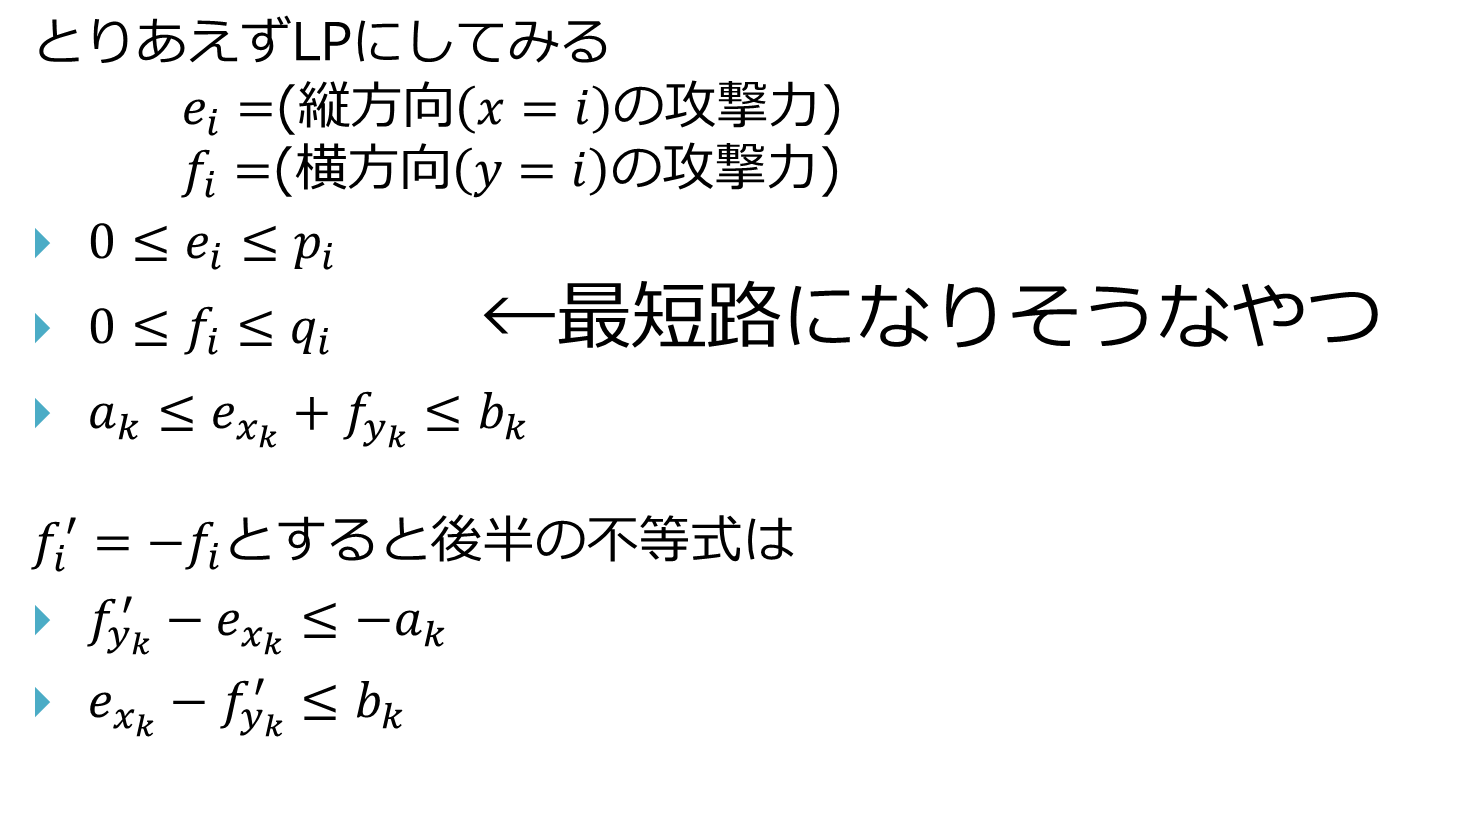 とりあえずLPにしてみる
e_i =(縦方向(x = i)の攻撃力)
f_i =(横方向(y = i)の攻撃力)
0 ≤ e_i ≤ p_i
0 ≤ f_i ≤ q_i
←最短路になりそうなやつ
a_k ≤ e_{x_k} + f_{y_k} ≤ b_k
f_i′ = −f_iとすると後半の不等式は
f′_{y_k} − e_{x_k} ≤ −a_k
e_{x_k} − f′_{y_k} ≤ b_k